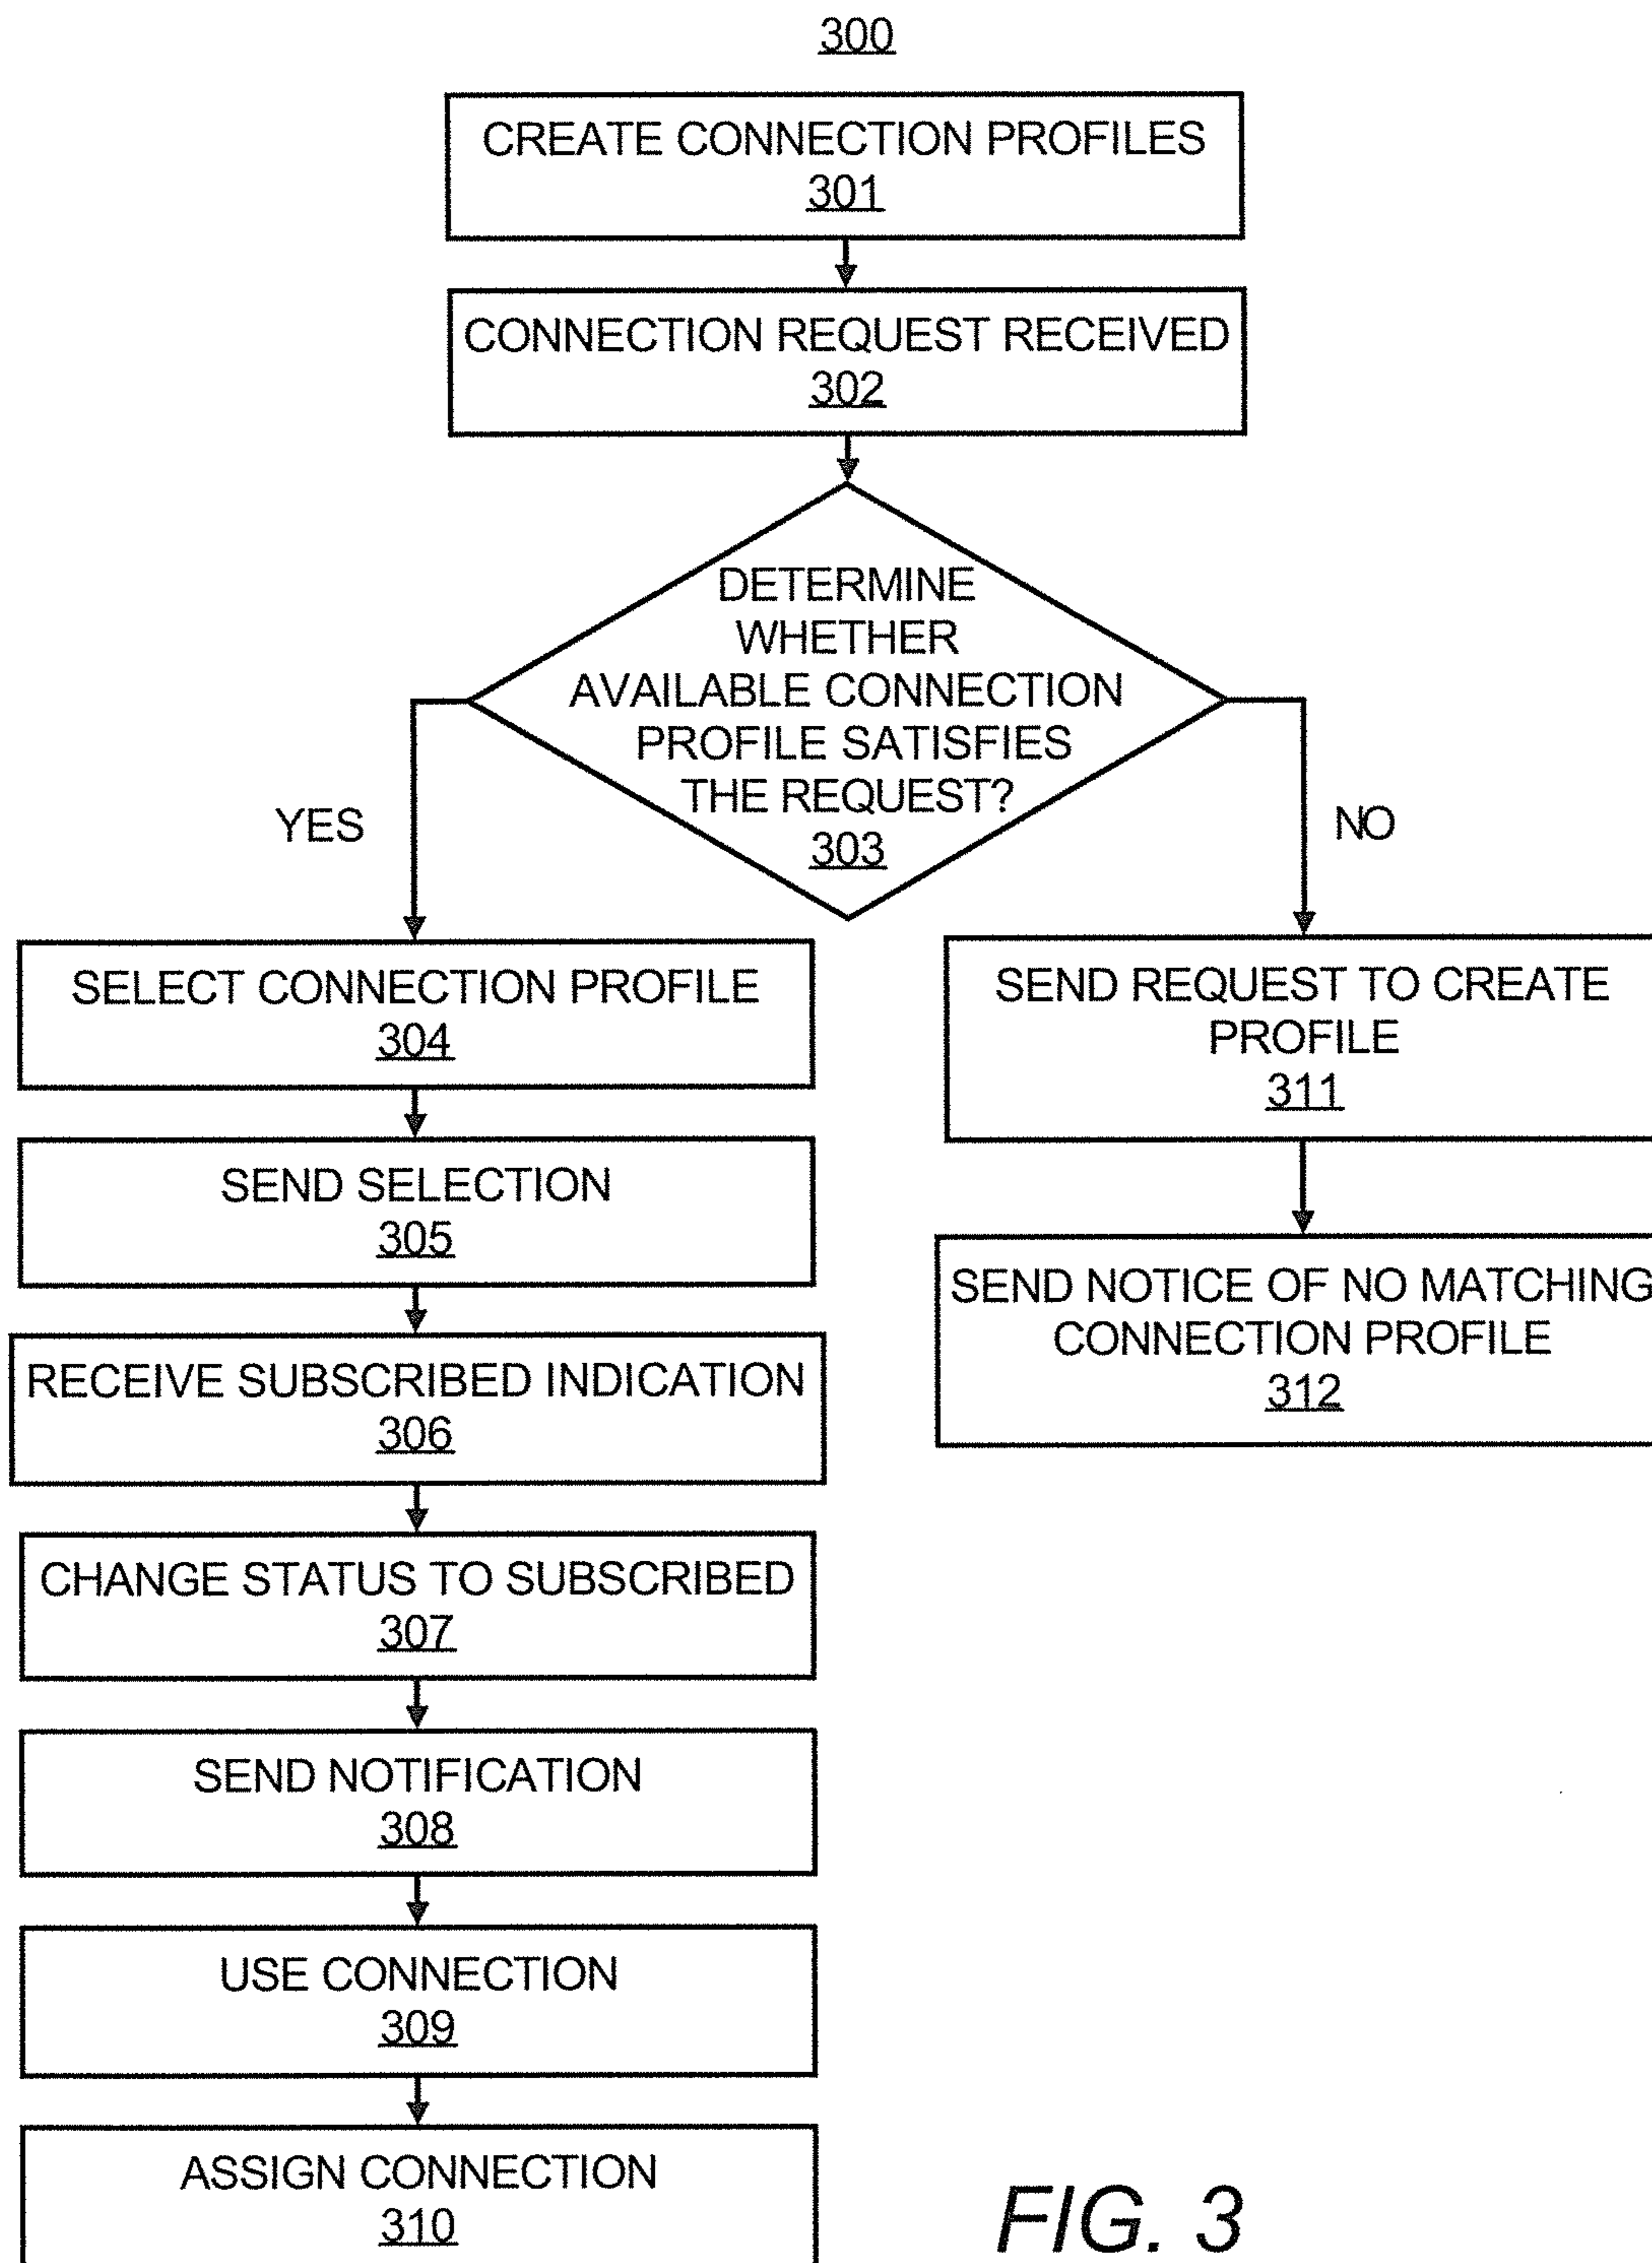 300
CREATE CONNECTION PROFILES
301
CONNECTION REQUEST RECEIVED
302
DETERMINE
WHETHER
AVAILABLE CONNECTION
PROFILE SATISFIES
THE REQUEST?
303
YES
NO
SELECT CONNECTION PROFILE
304
SEND SELECTION
305
RECEIVE SUBSCRIBED INDICATION
306
CHANGE STATUS TO SUBSCRIBED
307
SEND NOTIFICATION
308
USE CONNECTION
309
ASSIGN CONNECTION
310
SEND REQUEST TO CREATE
PROFILE
311
SEND NOTICE OF NO MATCHING
CONNECTION PROFILE
312
FIG. 3